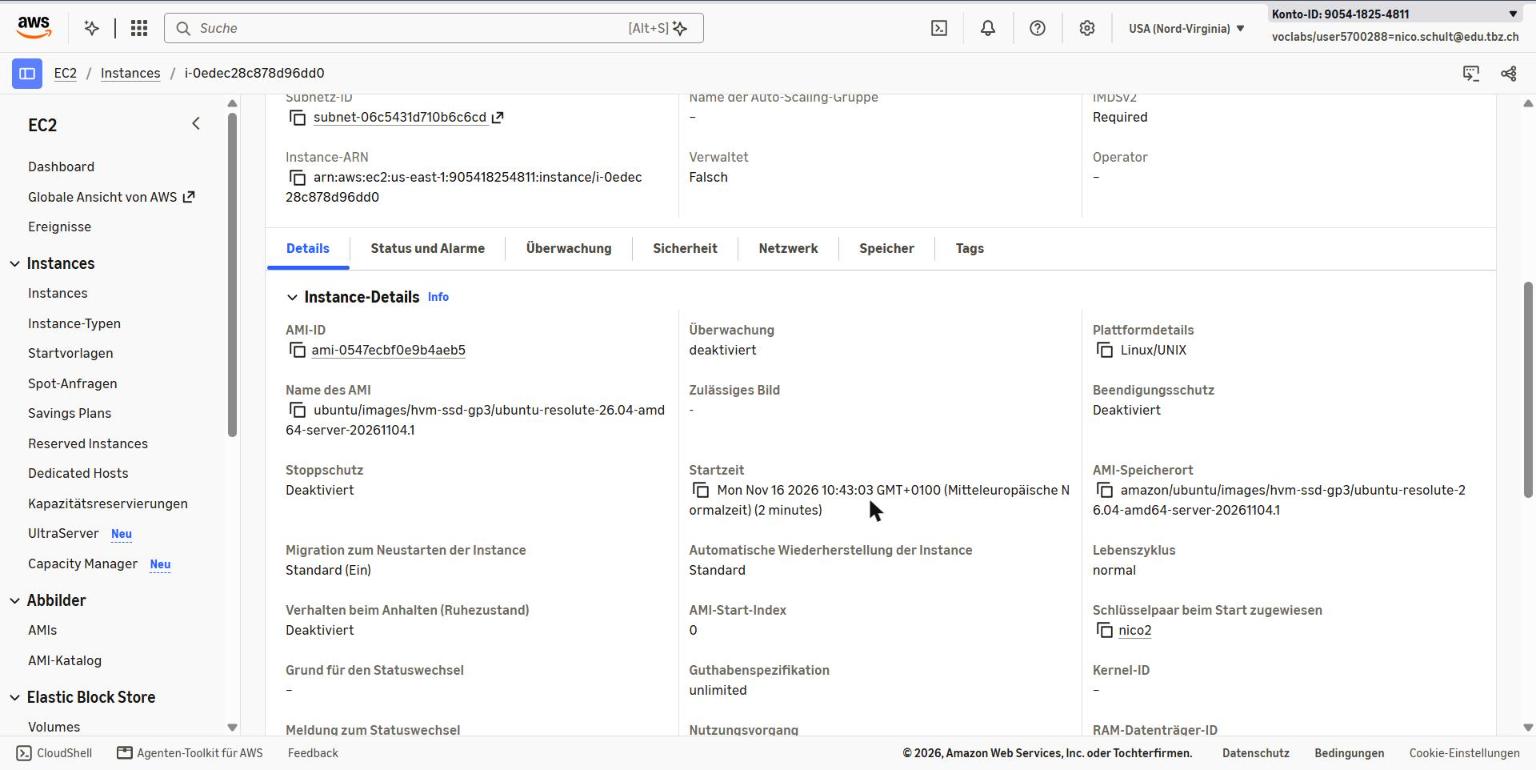 aws
Suche
[Alt+S]
USA (Nord-Virginia)
Konto-ID: 9054-1825-4811
voclabs/user5700288=nico.schult@edu.tbz.ch
EC2 / Instances / i-0edec28c878d96dd0
EC2
Dashboard
Globale Ansicht von AWS
Ereignisse
Instances
Instances
Instance-Typen
Startvorlagen
Spot-Anfragen
Savings Plans
Reserved Instances
Dedicated Hosts
Kapazitätsreservierungen
UltraServer Neu
Capacity Manager Neu
Abbilder
AMIs
AMI-Katalog
Elastic Block Store
Volumes
Subnetz-ID
subnet-06c5431d710b6c6cd
Name der Auto-Scaling-Gruppe
–
IMDSv2
Required
Instance-ARN
arn:aws:ec2:us-east-1:905418254811:instance/i-0edec
28c878d96dd0
Verwaltet
Falsch
Operator
–
Details
Status und Alarme
Überwachung
Sicherheit
Netzwerk
Speicher
Tags
Instance-Details Info
AMI-ID
ami-0547ecbf0e9b4aeb5
Überwachung
deaktiviert
Plattformdetails
Linux/UNIX
Name des AMI
ubuntu/images/hvm-ssd-gp3/ubuntu-resolute-26.04-amd
64-server-20261104.1
Zulässiges Bild
-
Beendigungsschutz
Deaktiviert
Stoppschutz
Deaktiviert
Startzeit
Mon Nov 16 2026 10:43:03 GMT+0100 (Mitteleuropäische N
ormalzeit) (2 minutes)
AMI-Speicherort
amazon/ubuntu/images/hvm-ssd-gp3/ubuntu-resolute-2
6.04-amd64-server-20261104.1
Migration zum Neustarten der Instance
Standard (Ein)
Automatische Wiederherstellung der Instance
Standard
Lebenszyklus
normal
Verhalten beim Anhalten (Ruhezustand)
Deaktiviert
AMI-Start-Index
0
Schlüsselpaar beim Start zugewiesen
nico2
Grund für den Statuswechsel
–
Guthabenspezifikation
unlimited
Kernel-ID
–
Meldung zum Statuswechsel
Nutzungsvorgang
RAM-Datenträger-ID
CloudShell
Agenten-Toolkit für AWS
Feedback
© 2026, Amazon Web Services, Inc. oder Tochterfirmen.
Datenschutz
Bedingungen
Cookie-Einstellungen